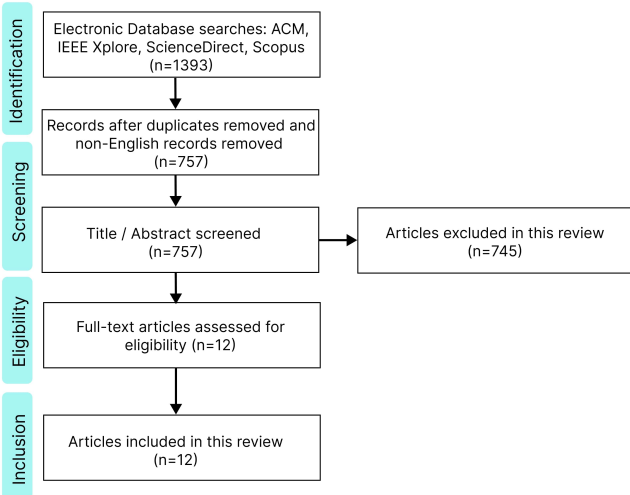 Identification
Electronic Database searches: ACM,
IEEE Xplore, ScienceDirect, Scopus
(n=1393)
Records after duplicates removed and
non-English records removed
(n=757)
Screening
Title / Abstract screened
(n=757)
Articles excluded in this review
(n=745)
Eligibility
Full-text articles assessed for
eligibility (n=12)
Inclusion
Articles included in this review
(n=12)